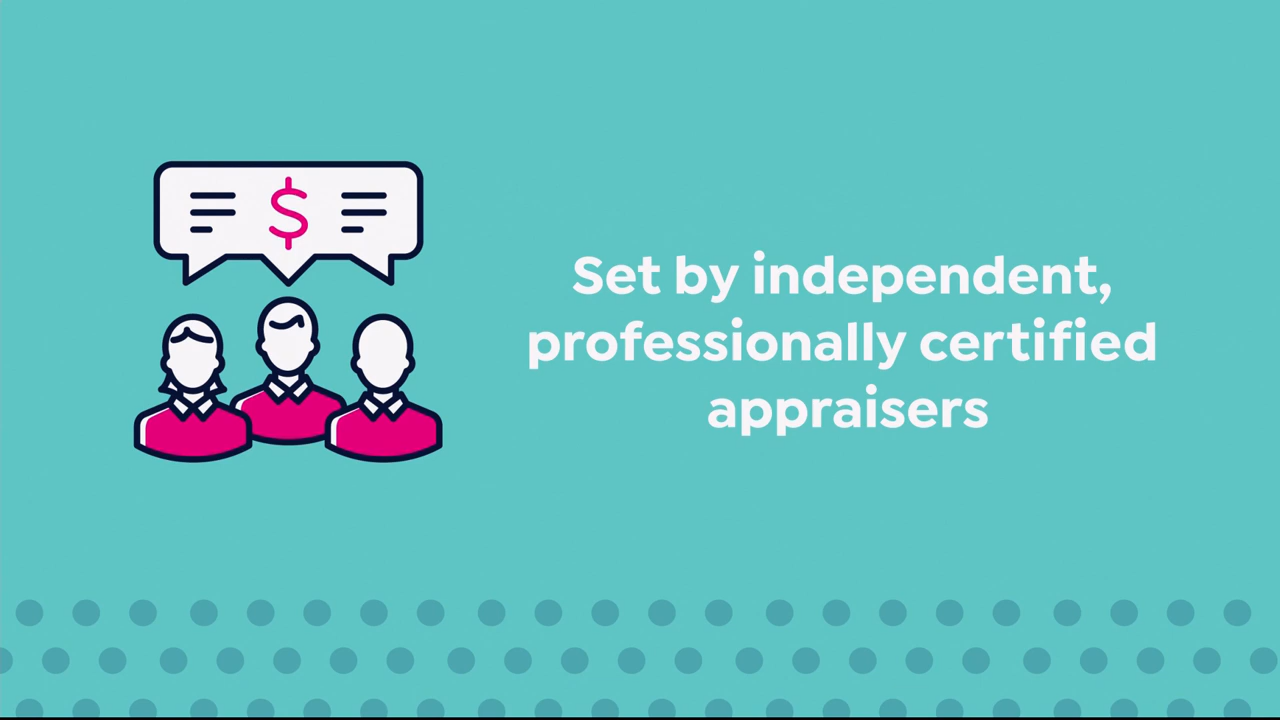 $
Set by independent,
professionally certified
appraisers